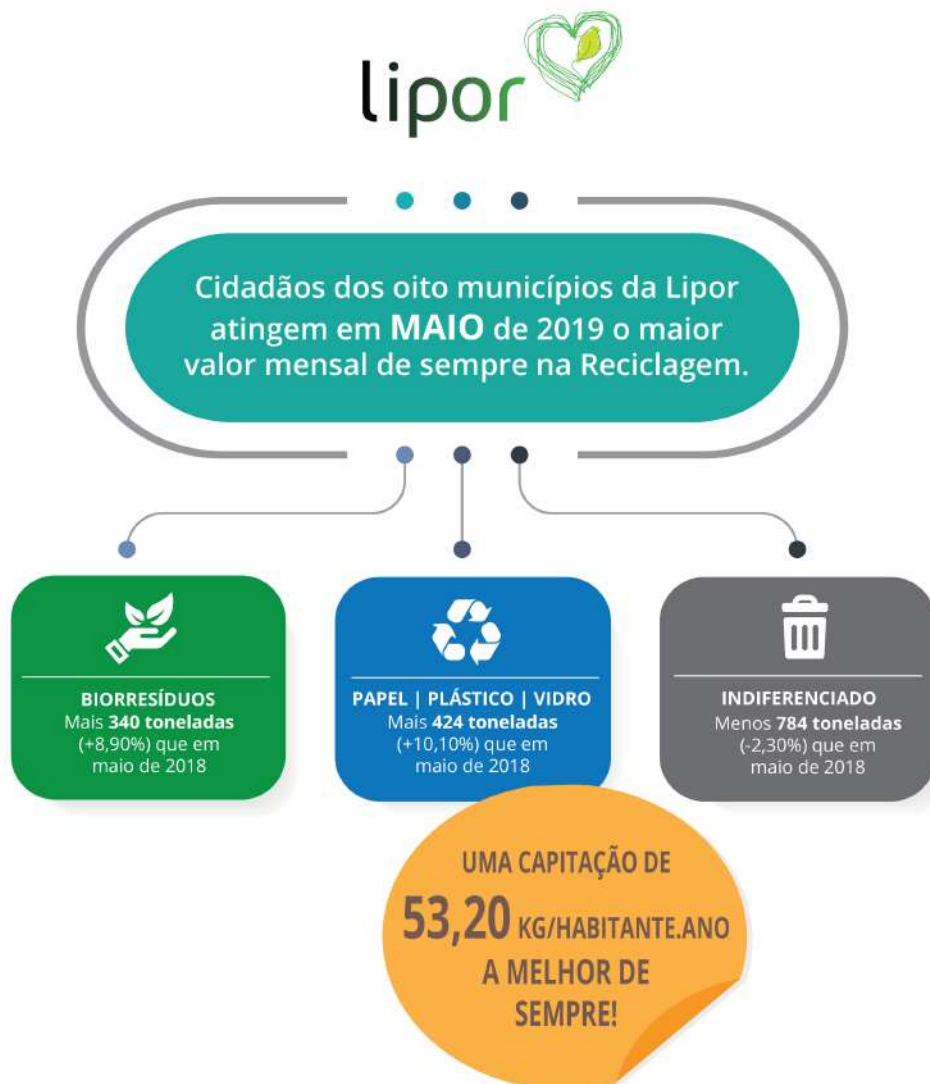 lipor
Cidadãos dos oito municípios da Lipor
atingem em MAIO de 2019 o maior
valor mensal de sempre na Reciclagem.
BIORRESÍDUOS
Mais 340 toneladas
(+8,90%) que em
maio de 2018
PAPEL | PLÁSTICO | VIDRO
Mais 424 toneladas
(+10,10%) que em
maio de 2018
INDIFERENCIADO
Menos 784 toneladas
(-2,30%) que em
maio de 2018
UMA CAPITAÇÃO DE
53,20 KG/HABITANTE.ANO
A MELHOR DE
SEMPRE!